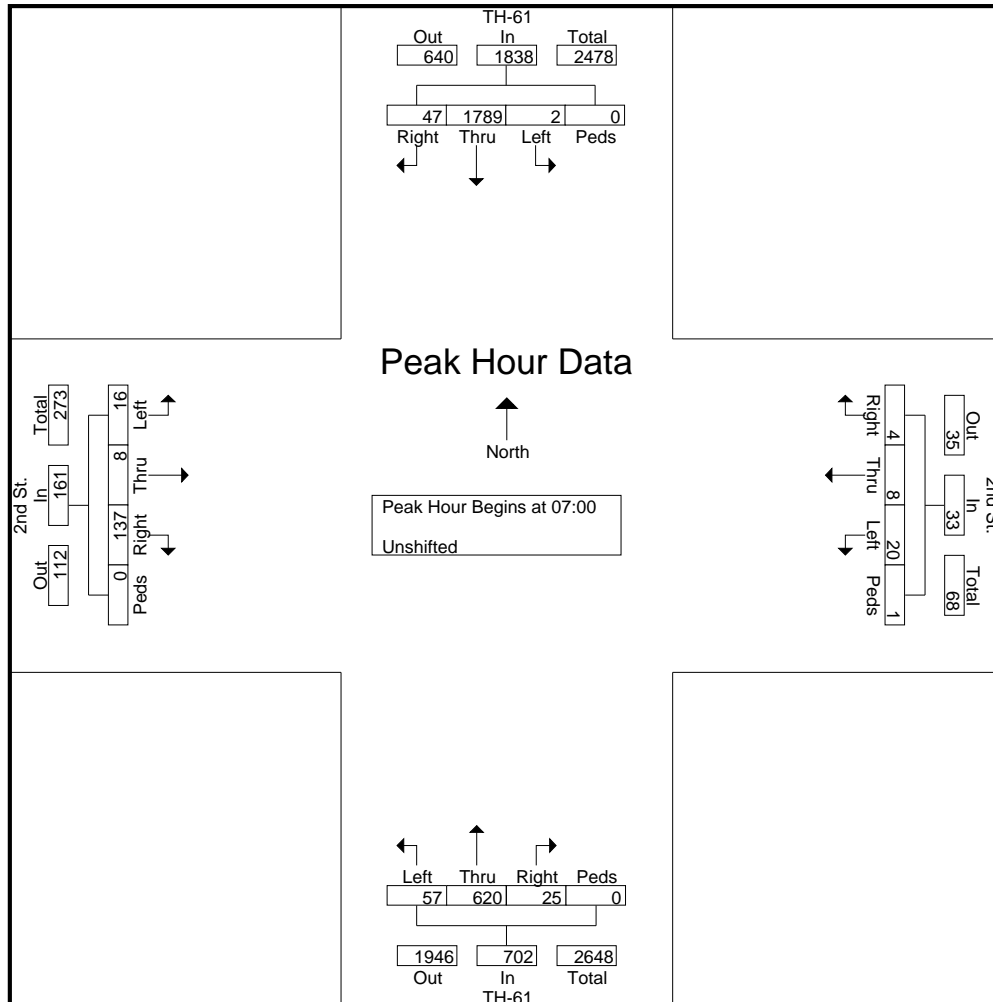 TH-61
Out In Total
640 1838 2478
47 1789 2 0
Right Thru Left Peds
Peak Hour Data
North
Peak Hour Begins at 07:00
Unshifted
2nd St.
Total In Out
273 161 112
16 8 137 0
Left Thru Right Peds
Right Thru Left Peds
4 8 20 1
Out In Total
35 33 68
2nd St.
Left Thru Right Peds
57 620 25 0
1946 702 2648
Out In Total
TH-61